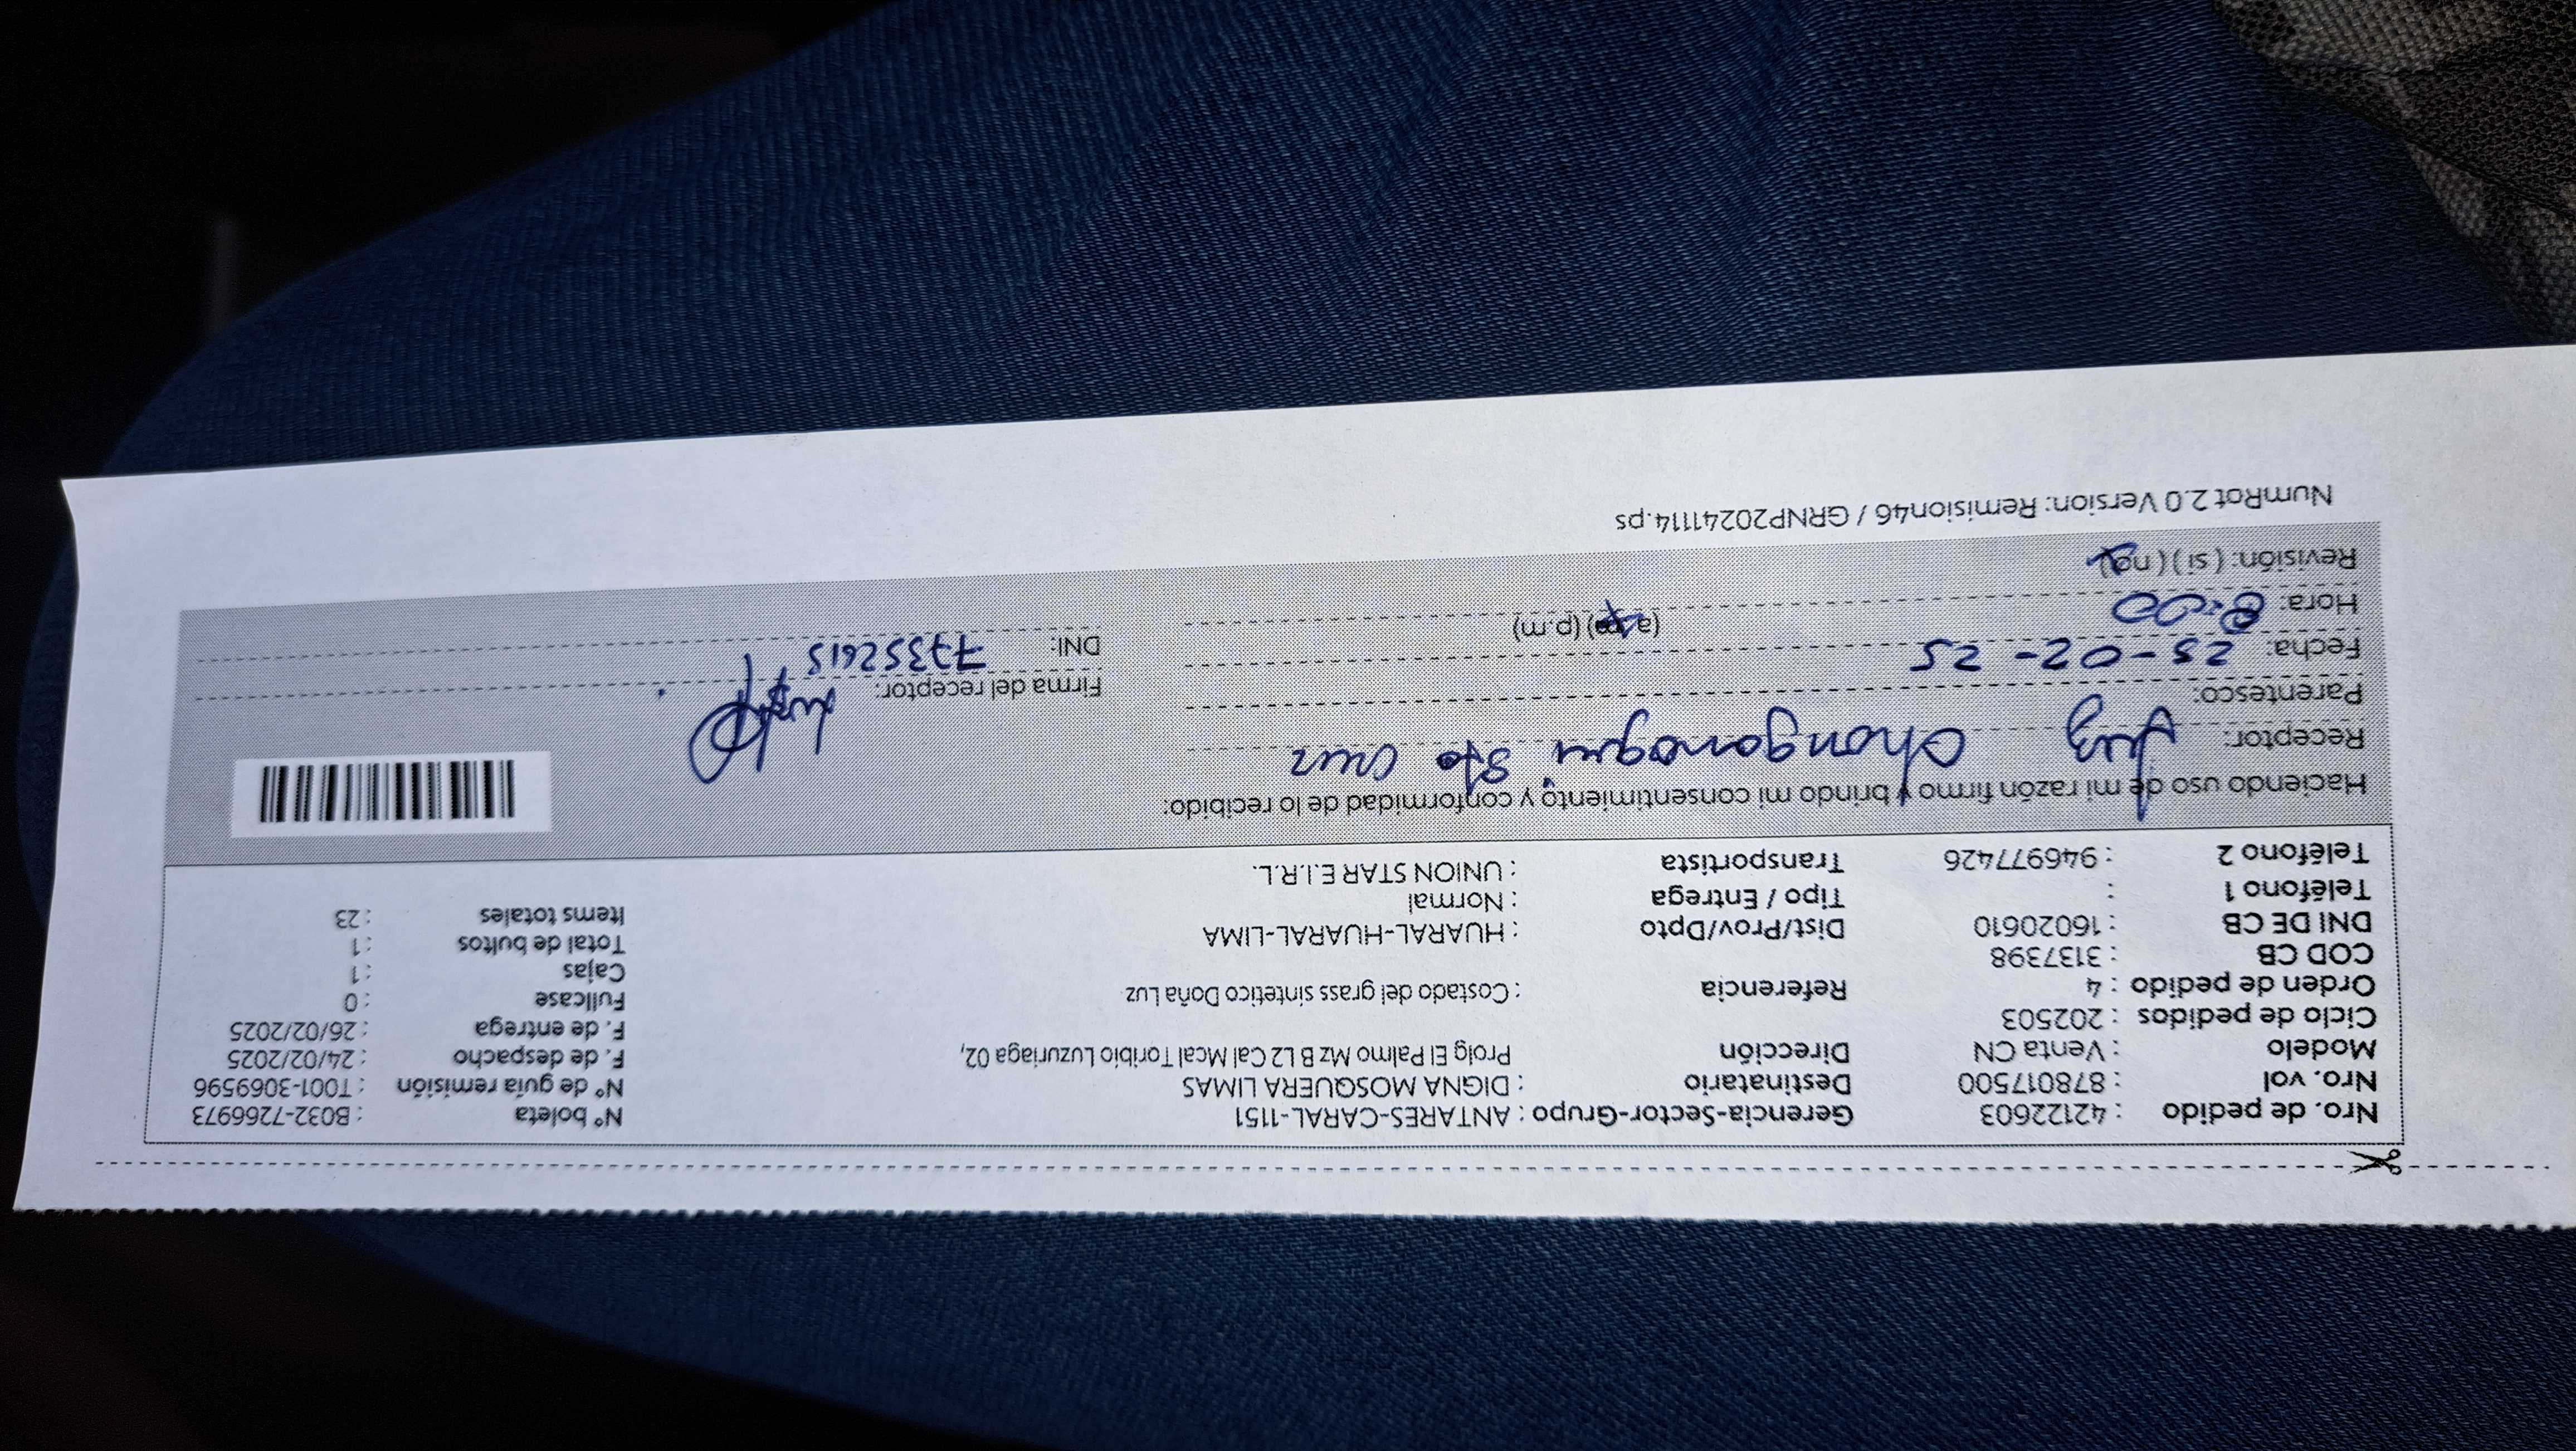 Nro. de pedido : 42122603 Gerencia-Sector-Grupo : ANTARES-CARAL-1151 N° boleta : B032-7266973
Nro. vol : 878017500 Destinatario : DIGNA MOSQUERA LIMAS N° de guía remisión : T001-3069596
Modelo : Venta CN Dirección Prolg El Palmo Mz B L2 Cal Mcal Toribio Luzuriaga 02, F. de despacho : 24/02/2025
Ciclo de pedidos : 202503 F. de entrega : 26/02/2025
Orden de pedido : 4 Referencia : Costado del grass sintetico Doña Luz Fullcase : 0
COD CB : 3137398 Cajas : 1
DNI DE CB : 16020610 Dist/Prov/Dpto : HUARAL-HUARAL-LIMA Total de bultos : 1
Teléfono 1 : Tipo / Entrega : Normal Items totales : 23
Teléfono 2 : 946977426 Transportista : UNION STAR E.I.R.L.
Haciendo uso de mi razón firmo y brindo mi consentimiento y conformidad de lo recibido:
Receptor: Luz Chonganoqui Sto Cruz
Parentesco: Firma del receptor:
Fecha: 25-02-25 DNI: 77352615
Hora: 8:00 (a.m) (p.m)
Revisión: (si) (no)
NumRot 2.0 Version: Remision46 / GRNP20241114.ps